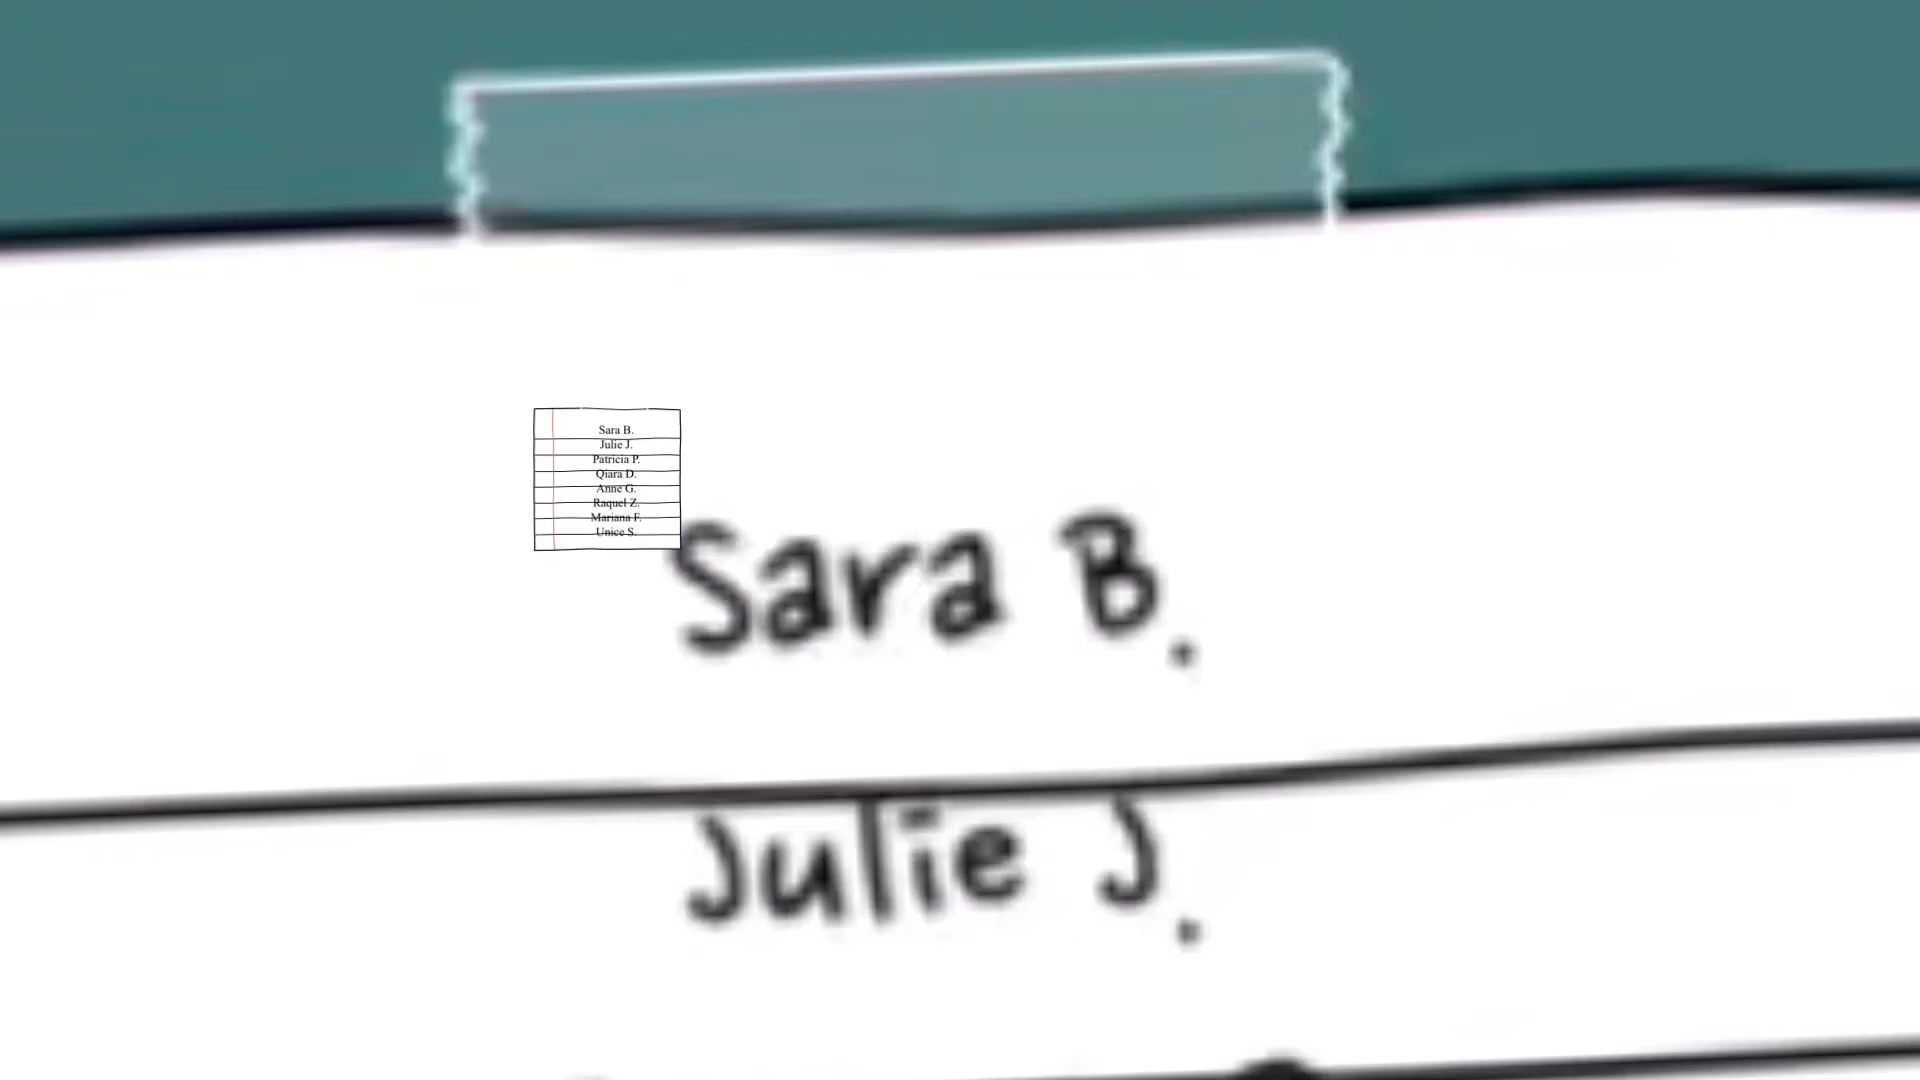 Sara B.
Julie J.
Patricia P.
Qiara D.
Anne G.
Raquel Z.
Mariana F.
Unice S.
Sara B.
Julie J.